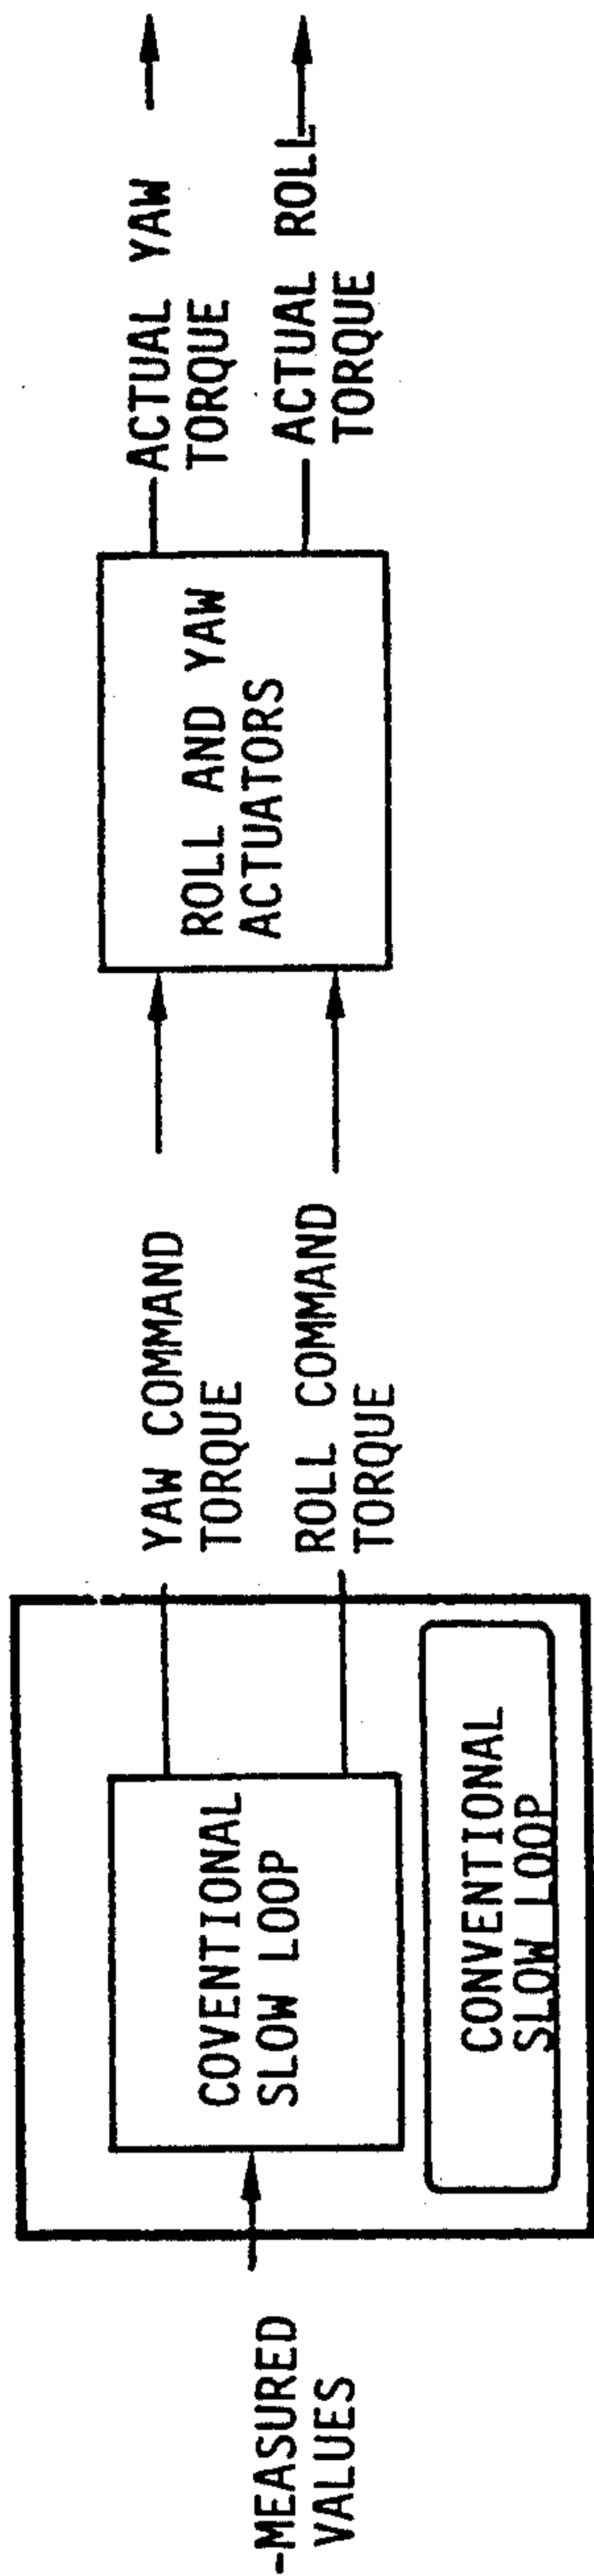 -MEASURED
VALUES
COVENTIONAL
SLOW LOOP
CONVENTIONAL
SLOW LOOP
YAW COMMAND
TORQUE
ROLL COMMAND
TORQUE
ROLL AND YAW
ACTUATORS
ACTUAL YAW
TORQUE
ACTUAL ROLL
TORQUE